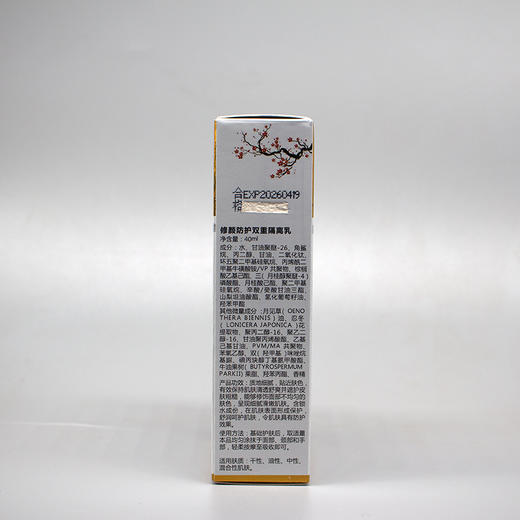 合格
EXP20260419
修颜防护双重隔离乳
净含量:40ml
成分:水、甘油聚醚-26、角鲨
烷、丙二醇、甘油、二氧化钛、
环五聚二甲基硅氧烷、丙烯酰二
甲基牛磺酸铵/VP 共聚物、棕榈
酸乙基己酯、三(月桂醇聚醚-4)
磷酸酯、月桂酸己酯、聚二甲基
硅氧烷、辛酸/癸酸甘油三酯、
山梨坦油酸酯、氢化葡萄籽油、
羟苯甲酯
其他微量成分:月见草(OENO
THERA BIENNIS)油、忍冬
(LONICERA JAPONICA)花
提取物、聚丙二醇-16、聚乙二
醇-16、甘油聚丙烯酸酯、乙基
己基甘油、PVM/MA 共聚物、
苯氧乙醇、双(羟甲基)咪唑烷
基脲、碘丙炔醇丁基氨甲酸酯、
牛油果树(BUTYROSPERMUM
PARKII)果脂、羟苯丙酯、香精
产品功效:质地细腻,贴近肤色,
有效保持肌肤清透舒爽并遮护皮
肤粗糙,能够修饰面部不均匀的
肤色,呈现细腻滑嫩肌肤。含锁
水成份,在肌肤表面形成保护,
舒润呵护肌肤,令肌肤具有防护
效果。
使用方法:基础护肤后,取适量
本品均匀涂抹于面部、颈部和手
部,轻柔按摩至吸收即可。
适用肤质:干性、油性、中性、
混合性肌肤。